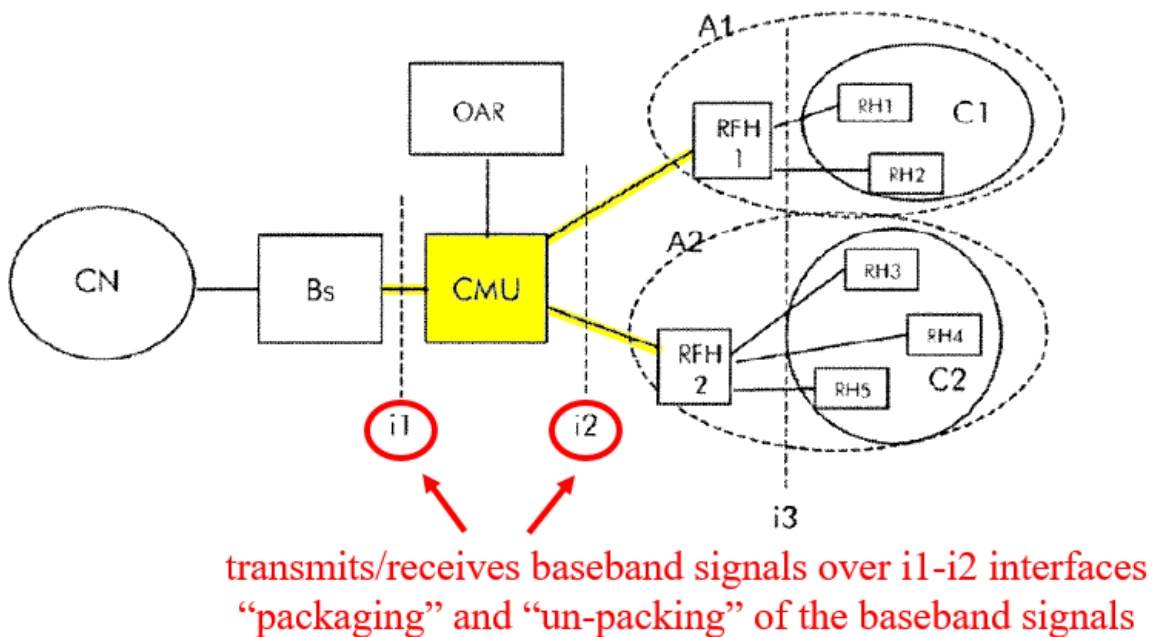 A1
OAR
RFH
1
RH1
C1
RH2
CN
Bs
CMU
A2
RFH
2
RH3
RH4
C2
RH5
i1
i2
i3
transmits/receives baseband signals over i1-i2 interfaces
“packaging” and “un-packing” of the baseband signals